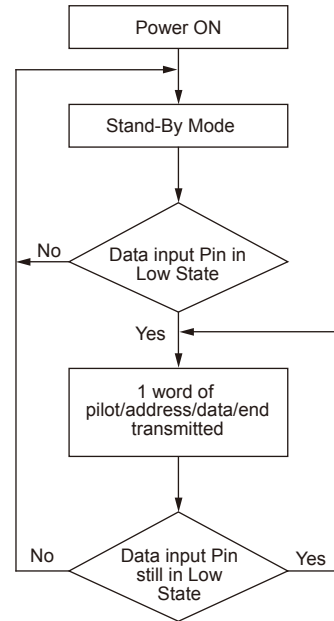 Power ON
Stand-By Mode
No
Data input Pin in
Low State
Yes
1 word of
pilot/address/data/end
transmitted
No
Data input Pin
still in Low
State
Yes